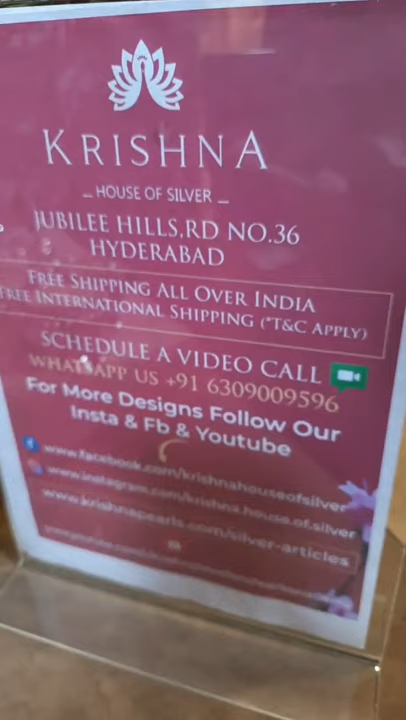 KRISHNA
HOUSE OF SILVER
JUBILEE HILLS,RD NO.36
HYDERABAD
FREE SHIPPING ALL OVER INDIA
FREE INTERNATIONAL SHIPPING (*T&C APPLY)
SCHEDULE A VIDEO CALL
WHATSAPP US +91 6309009596
For More Designs Follow Our
Insta & Fb & Youtube
www.facebook.com/krishnahouseofsilver
www.instagram.com/krishna.house.of.silver
www.krishnapearls.com/silver-articles